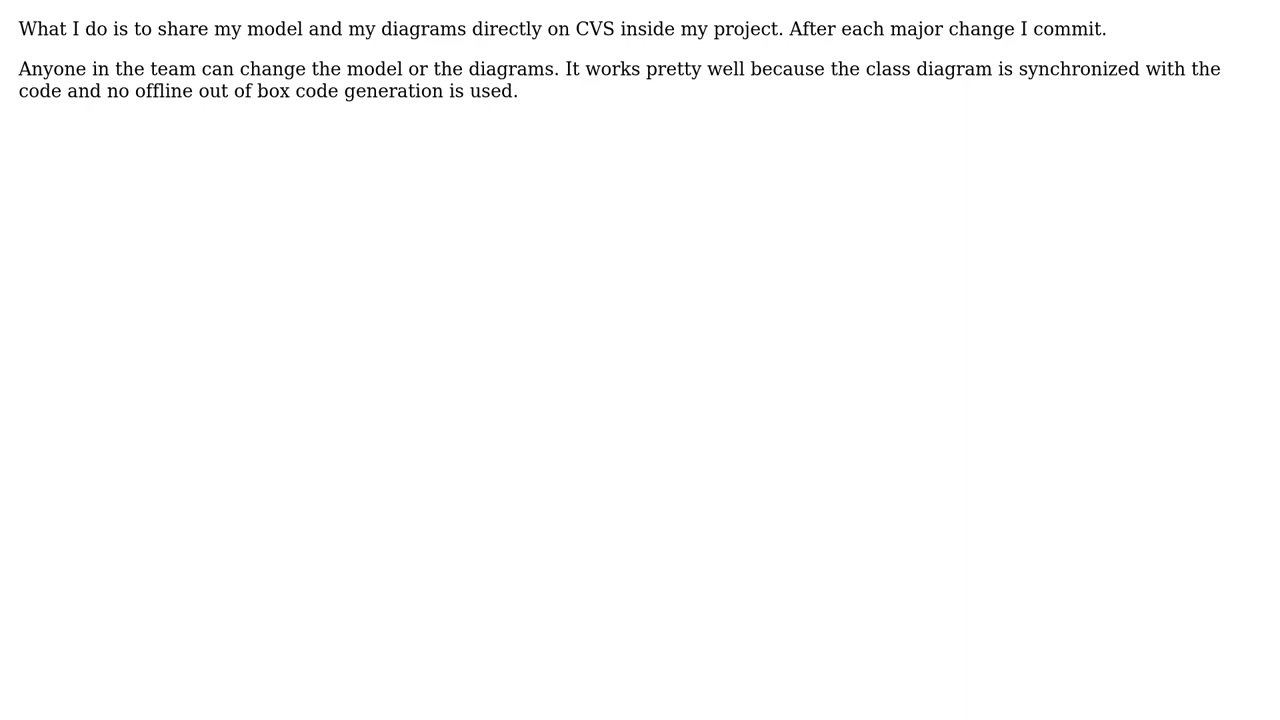 What I do is to share my model and my diagrams directly on CVS inside my project. After each major change I commit.
Anyone in the team can change the model or the diagrams. It works pretty well because the class diagram is synchronized with the
code and no offline out of box code generation is used.